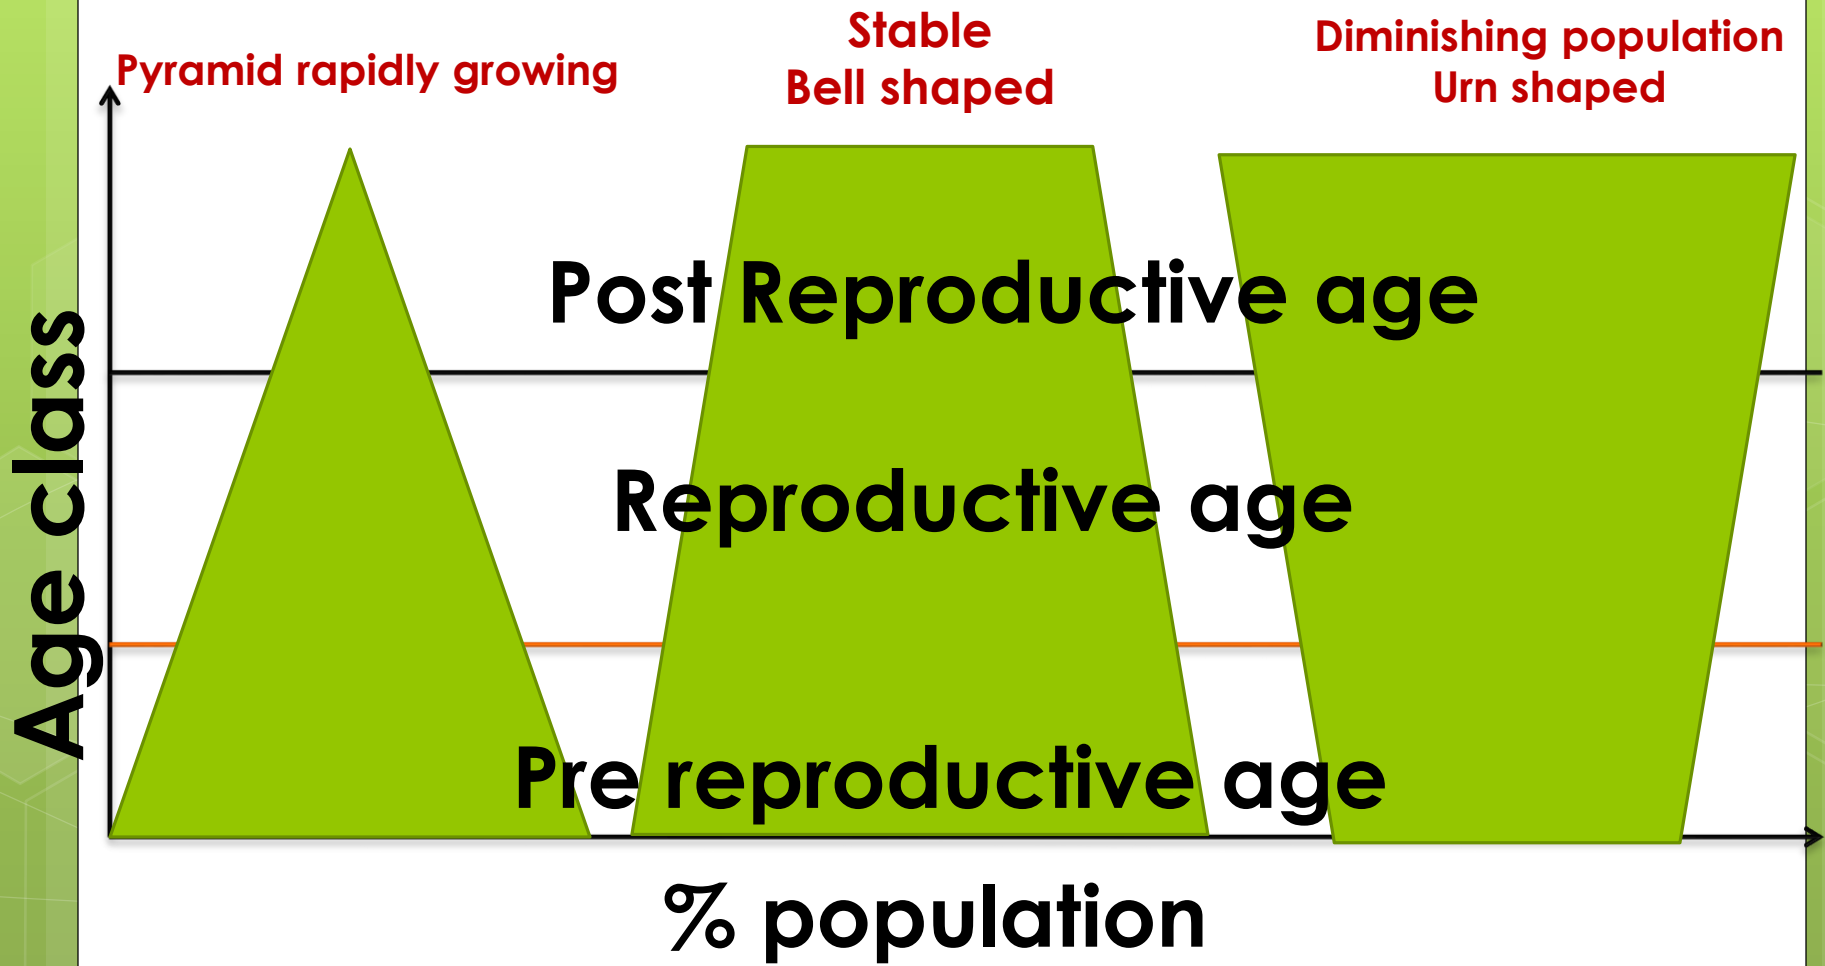 Pyramid rapidly growing
Stable
Bell shaped
Diminishing population
Urn shaped
Age class
Post Reproductive age
Reproductive age
Pre reproductive age
% population